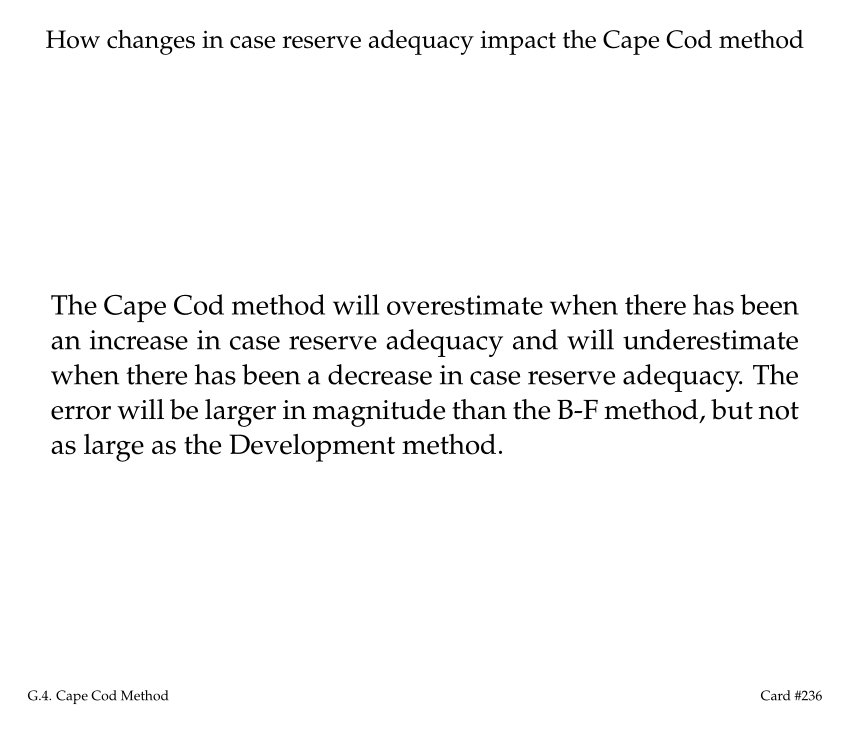 How changes in case reserve adequacy impact the Cape Cod method
The Cape Cod method will overestimate when there has been
an increase in case reserve adequacy and will underestimate
when there has been a decrease in case reserve adequacy. The
error will be larger in magnitude than the B-F method, but not
as large as the Development method.
G.4. Cape Cod Method
Card #236